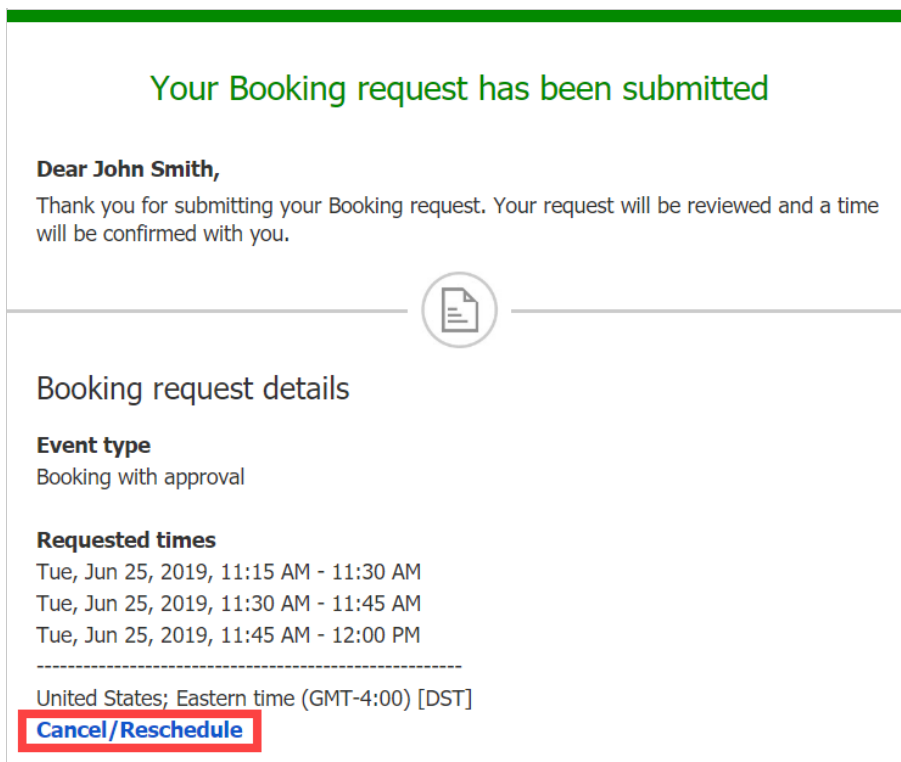 Your Booking request has been submitted
Dear John Smith,
Thank you for submitting your Booking request. Your request will be reviewed and a time
will be confirmed with you.
Booking request details
Event type
Booking with approval
Requested times
Tue, Jun 25, 2019, 11:15 AM - 11:30 AM
Tue, Jun 25, 2019, 11:30 AM - 11:45 AM
Tue, Jun 25, 2019, 11:45 AM - 12:00 PM
-----------------------------------------------------
United States; Eastern time (GMT-4:00) [DST]
Cancel/Reschedule